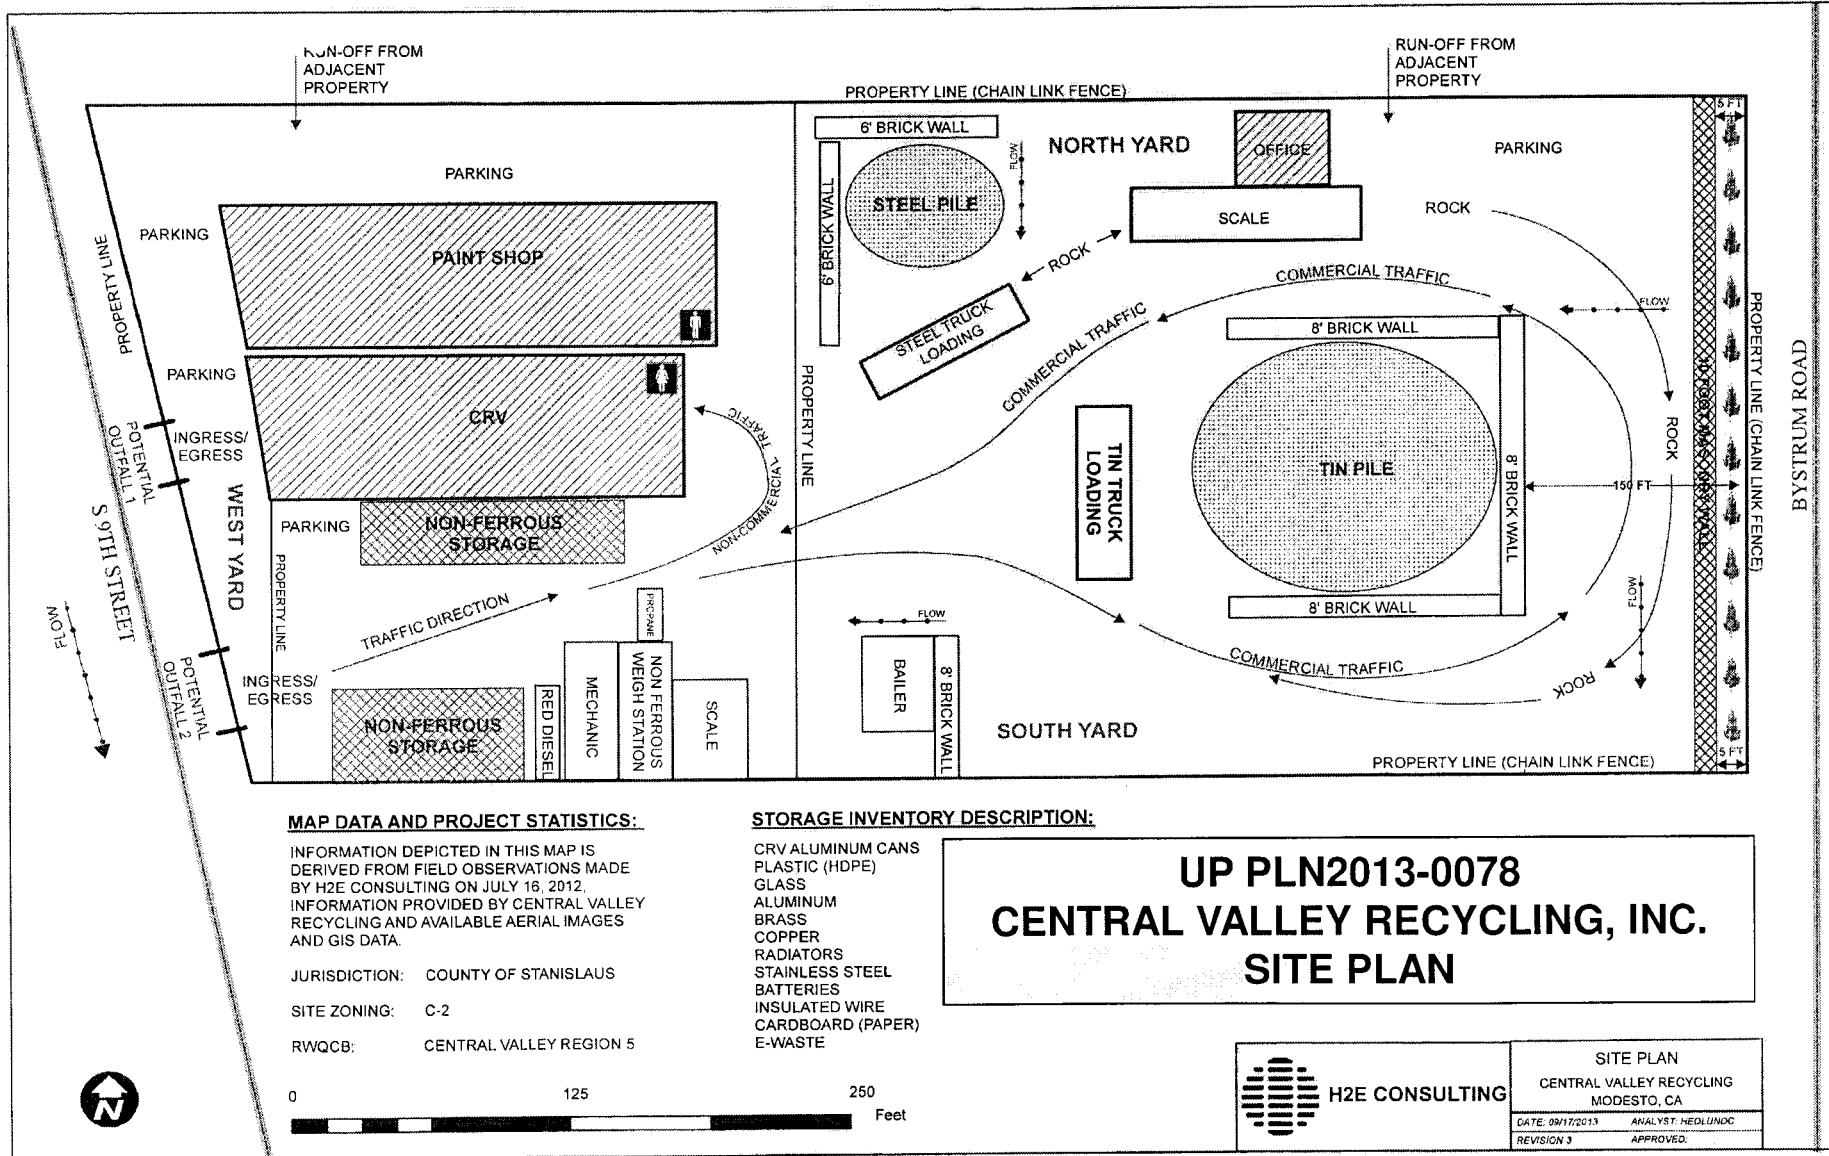 RUN-OFF FROM
ADJACENT
PROPERTY
RUN-OFF FROM
ADJACENT
PROPERTY
PROPERTY LINE (CHAIN LINK FENCE)
6' BRICK WALL
NORTH YARD
OFFICE
PARKING
5 FT
PARKING
FLOW
6' BRICK WALL
STEEL PILE
SCALE
ROCK
PARKING
PROPERTY LINE
PAINT SHOP
ROCK
COMMERCIAL TRAFFIC
FLOW
STEEL TRUCK
LOADING
COMMERCIAL TRAFFIC
8' BRICK WALL
PROPERTY LINE (CHAIN LINK FENCE)
BYSTRUM ROAD
PARKING
CRV
NON-COMMERCIAL TRAFFIC
PROPERTY LINE
TIN TRUCK
LOADING
TIN PILE
8' BRICK WALL
150 FT
ROCK
10 FOOT MASONRY WALL
POTENTIAL
OUTFALL 1
INGRESS/
EGRESS
WEST YARD
S 9TH STREET
FLOW
PARKING
NON-FERROUS
STORAGE
PROPERTY LINE
TRAFFIC DIRECTION
PROPANE
FLOW
8' BRICK WALL
FLOW
POTENTIAL
OUTFALL 2
INGRESS/
EGRESS
NON-FERROUS
STORAGE
RED DIESEL
MECHANIC
NON FERROUS
WEIGH STATION
SCALE
BAILER
8' BRICK WALL
COMMERCIAL TRAFFIC
ROCK
SOUTH YARD
PROPERTY LINE (CHAIN LINK FENCE)
5 FT
MAP DATA AND PROJECT STATISTICS:
INFORMATION DEPICTED IN THIS MAP IS
DERIVED FROM FIELD OBSERVATIONS MADE
BY H2E CONSULTING ON JULY 16, 2012,
INFORMATION PROVIDED BY CENTRAL VALLEY
RECYCLING AND AVAILABLE AERIAL IMAGES
AND GIS DATA.
JURISDICTION: COUNTY OF STANISLAUS
SITE ZONING: C-2
RWQCB: CENTRAL VALLEY REGION 5
STORAGE INVENTORY DESCRIPTION:
CRV ALUMINUM CANS
PLASTIC (HDPE)
GLASS
ALUMINUM
BRASS
COPPER
RADIATORS
STAINLESS STEEL
BATTERIES
INSULATED WIRE
CARDBOARD (PAPER)
E-WASTE
UP PLN2013-0078
CENTRAL VALLEY RECYCLING, INC.
SITE PLAN
N
0 125 250
Feet
H2E CONSULTING
SITE PLAN
CENTRAL VALLEY RECYCLING
MODESTO, CA
DATE: 09/17/2013 ANALYST: HEDLUNDC
REVISION 3 APPROVED: